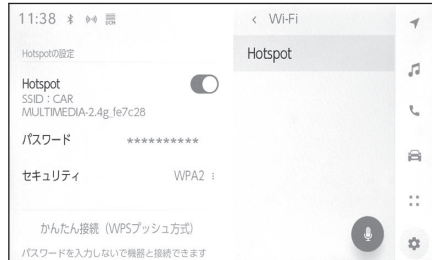 11:38
Hotspotの設定
Hotspot
SSID：CAR
MULTIMEDIA-2.4g_fe7c28
パスワード **********
セキュリティ WPA2
かんたん接続（WPSプッシュ方式）
パスワードを入力しないで機器と接続できます
< Wi-Fi
Hotspot